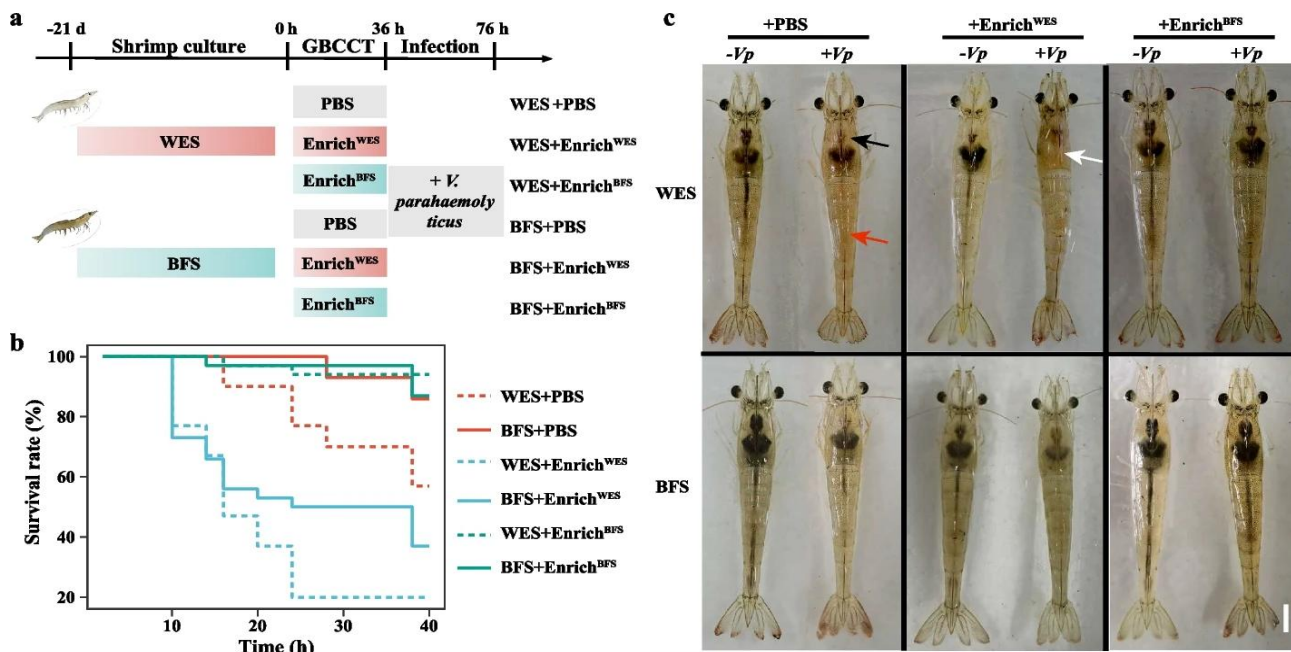 a
-21 d 0 h 36 h 76 h
Shrimp culture GBCCT Infection
PBS WES +PBS
WES Enrich^WES WES+Enrich^WES
Enrich^BFS WES+Enrich^BFS
+ V.
parahaemoly
ticus
PBS BFS+PBS
BFS Enrich^WES BFS+Enrich^WES
Enrich^BFS BFS+Enrich^BFS
b
Survival rate (%)
100
80
60
40
20
10 20 30 40
Time (h)
WES+PBS
BFS+PBS
WES+Enrich^WES
BFS+Enrich^WES
WES+Enrich^BFS
BFS+Enrich^BFS
c
+PBS +Enrich^WES +Enrich^BFS
-Vp +Vp -Vp +Vp -Vp +Vp
WES
BFS